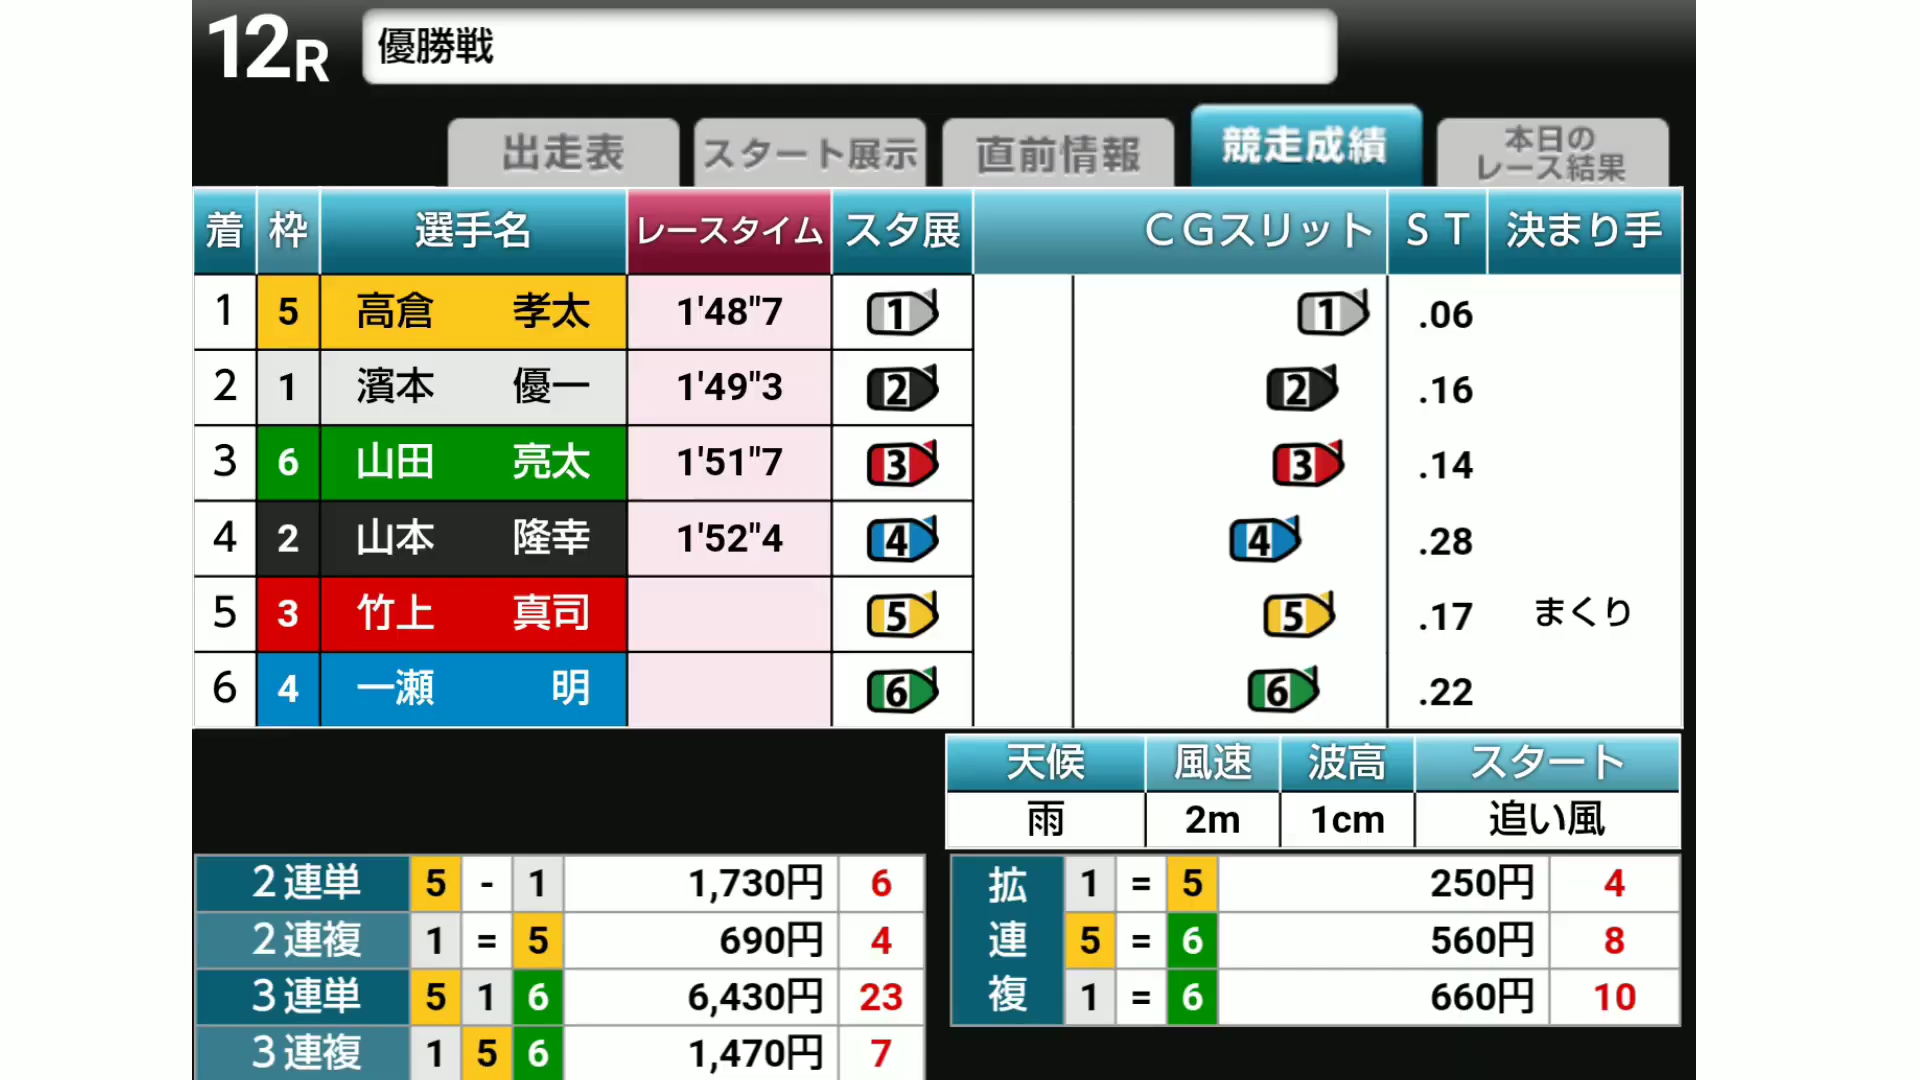 12R 優勝戦
出走表 スタート展示 直前情報 競走成績 本日の
レース結果
着 枠 選手名 レースタイム スタ展 CGスリット ST 決まり手
1 5 高倉 孝太 1'48"7 1 1 .06
2 1 濱本 優一 1'49"3 2 2 .16
3 6 山田 亮太 1'51"7 3 3 .14
4 2 山本 隆幸 1'52"4 4 4 .28
5 3 竹上 真司 5 5 .17 まくり
6 4 一瀬 明 6 6 .22
天候 風速 波高 スタート
雨 2m 1cm 追い風
2連単 5 - 1 1,730円 6
2連複 1 = 5 690円 4
3連単 5 1 6 6,430円 23
3連複 1 5 6 1,470円 7
拡 1 = 5 250円 4
連 5 = 6 560円 8
複 1 = 6 660円 10